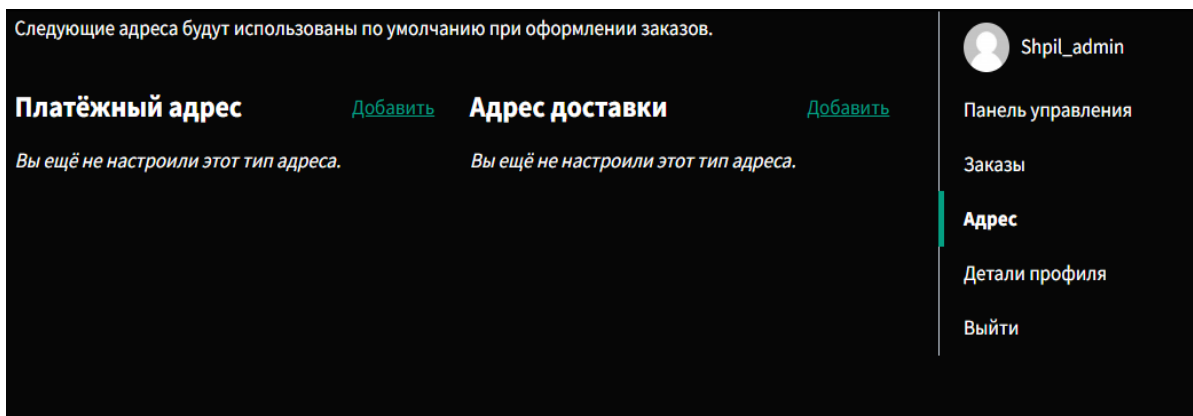 Следующие адреса будут использованы по умолчанию при оформлении заказов.
Платёжный адрес
Добавить
Вы ещё не настроили этот тип адреса.
Адрес доставки
Добавить
Вы ещё не настроили этот тип адреса.
Shpil_admin
Панель управления
Заказы
Адрес
Детали профиля
Выйти